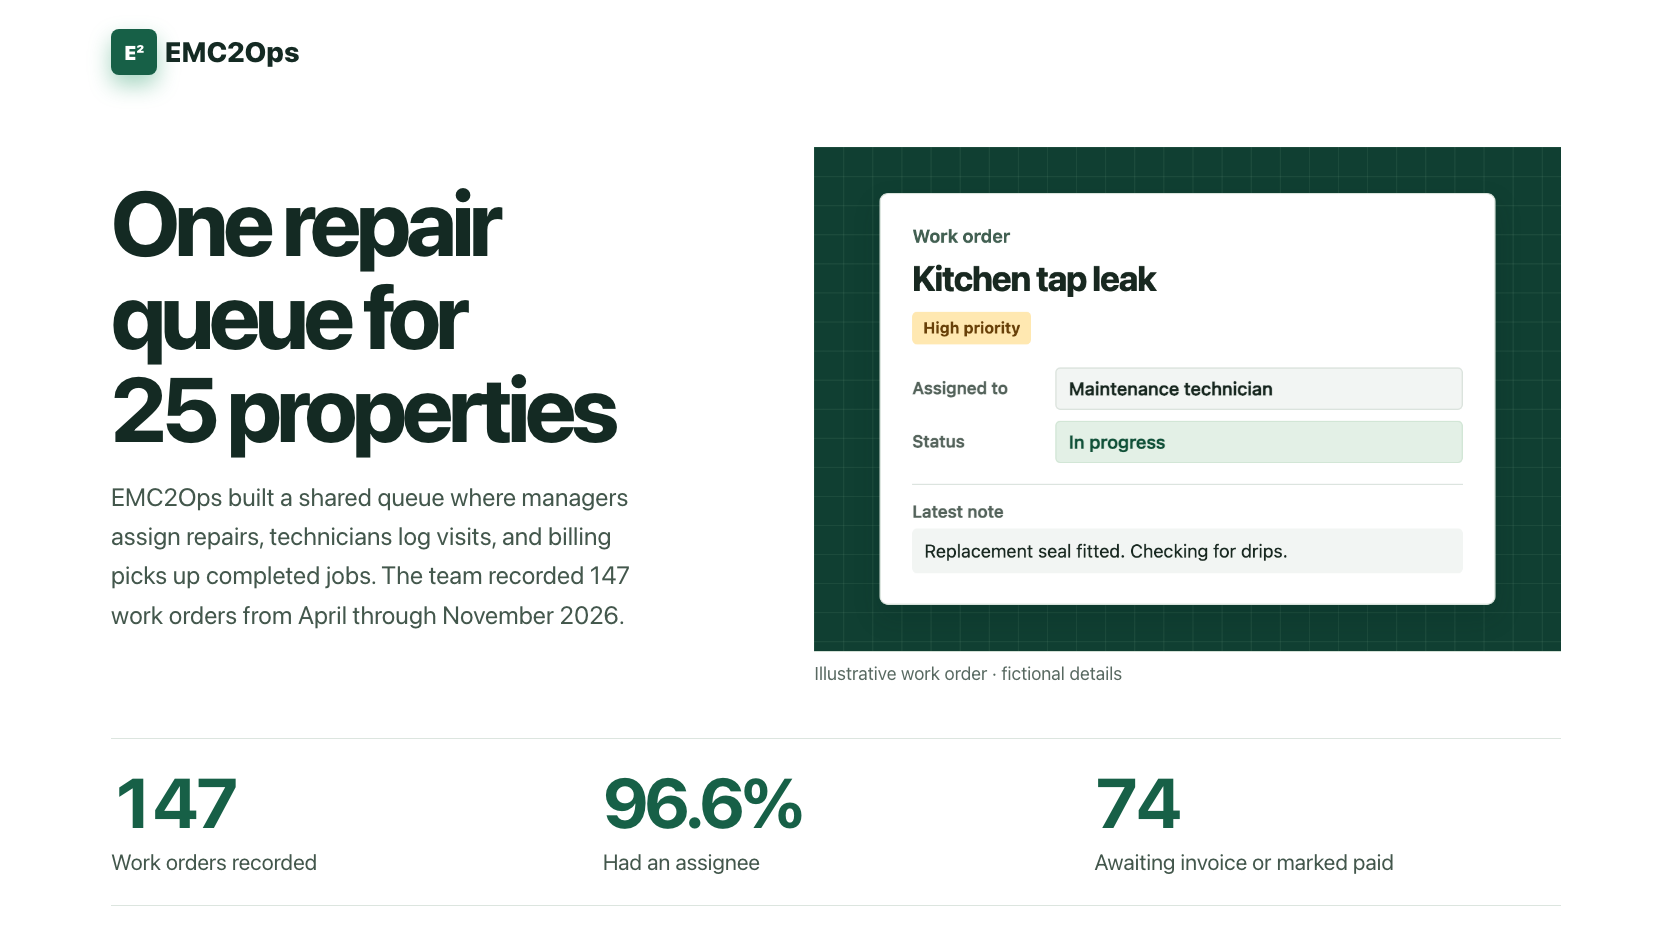 E²
EMC2Ops
One repair
queue for
25 properties
EMC2Ops built a shared queue where managers
assign repairs, technicians log visits, and billing
picks up completed jobs. The team recorded 147
work orders from April through November 2026.
Work order
Kitchen tap leak
High priority
Assigned to
Maintenance technician
Status
In progress
Latest note
Replacement seal fitted. Checking for drips.
Illustrative work order · fictional details
147
Work orders recorded
96.6%
Had an assignee
74
Awaiting invoice or marked paid